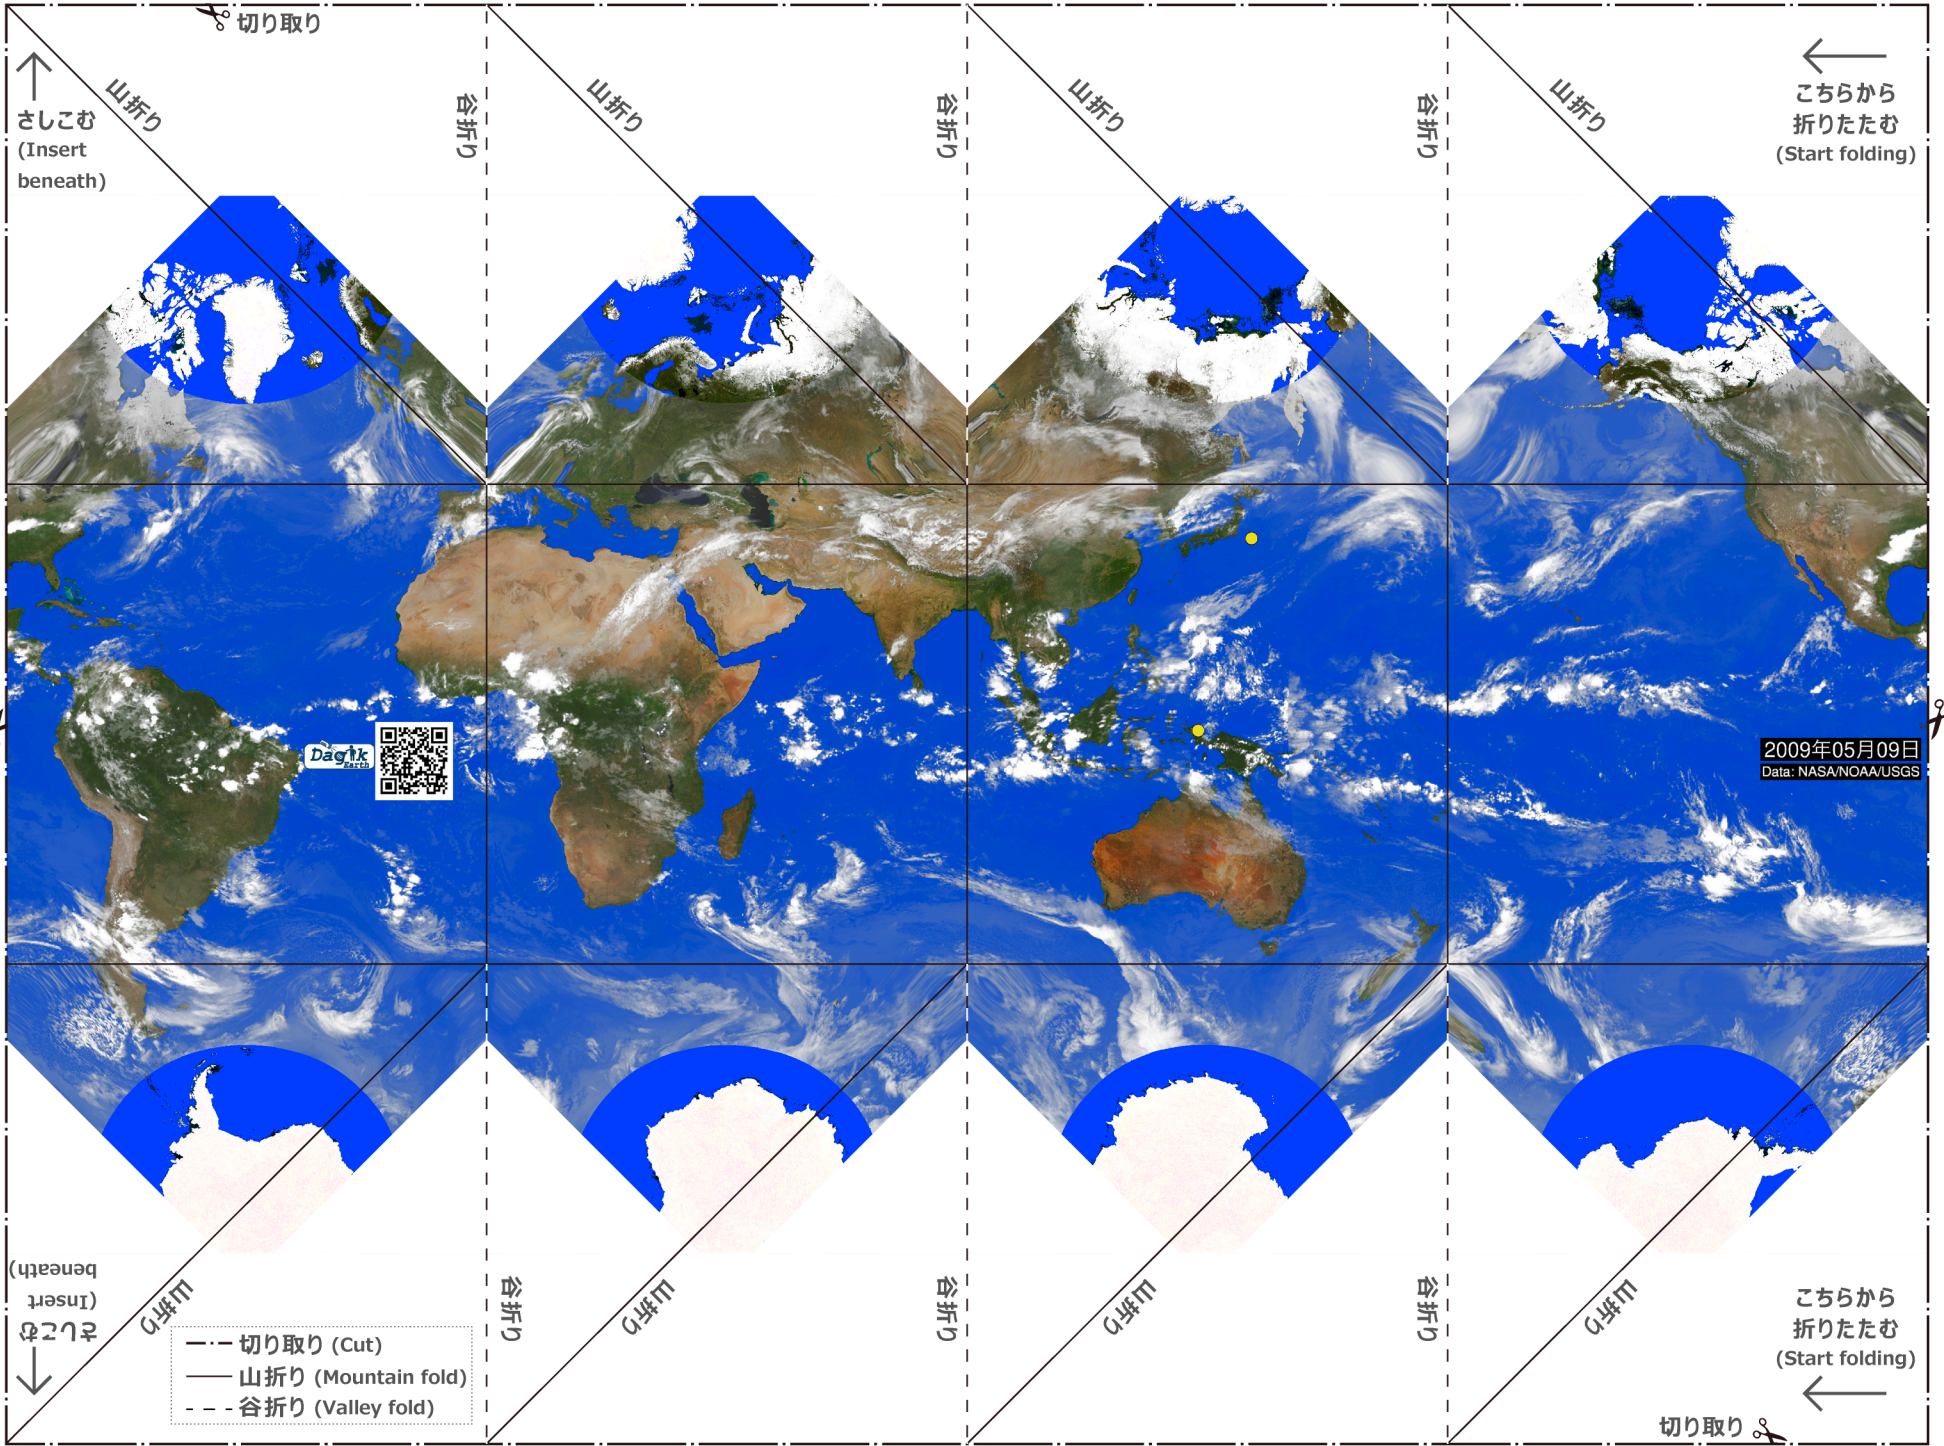 切り取り
山折り
谷折り
山折り
谷折り
山折り
谷折り
山折り
さしこむ
(Insert
beneath)
こちらから
折りたたむ
(Start folding)
Dagik
Earth
2009年05月09日
Data: NASA/NOAA/USGS
さしこむ
(Insert
beneath)
山折り
谷折り
山折り
谷折り
山折り
谷折り
山折り
こちらから
折りたたむ
(Start folding)
切り取り (Cut)
山折り (Mountain fold)
谷折り (Valley fold)
切り取り